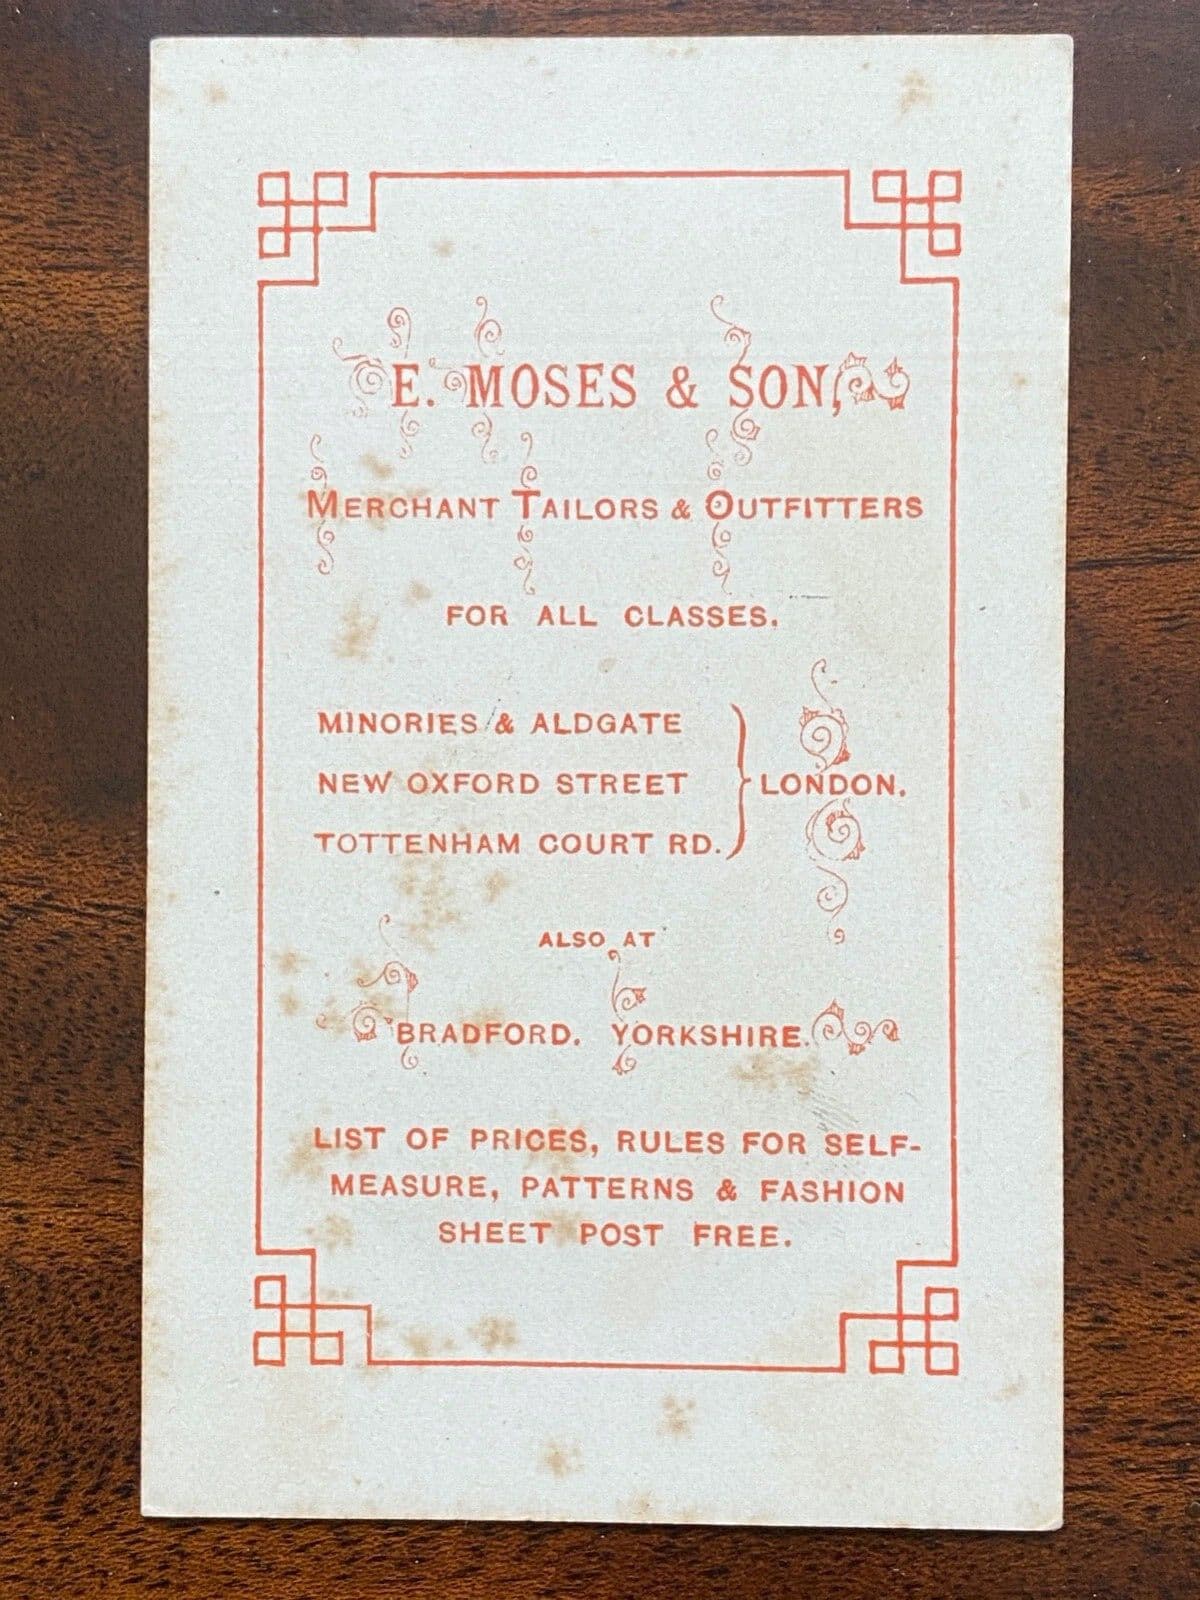 E. MOSES & SON,
MERCHANT TAILORS & OUTFITTERS
FOR ALL CLASSES.
MINORIES & ALDGATE
NEW OXFORD STREET
TOTTENHAM COURT RD.
LONDON.
ALSO AT
BRADFORD. YORKSHIRE.
LIST OF PRICES, RULES FOR SELF-
MEASURE, PATTERNS & FASHION
SHEET POST FREE.